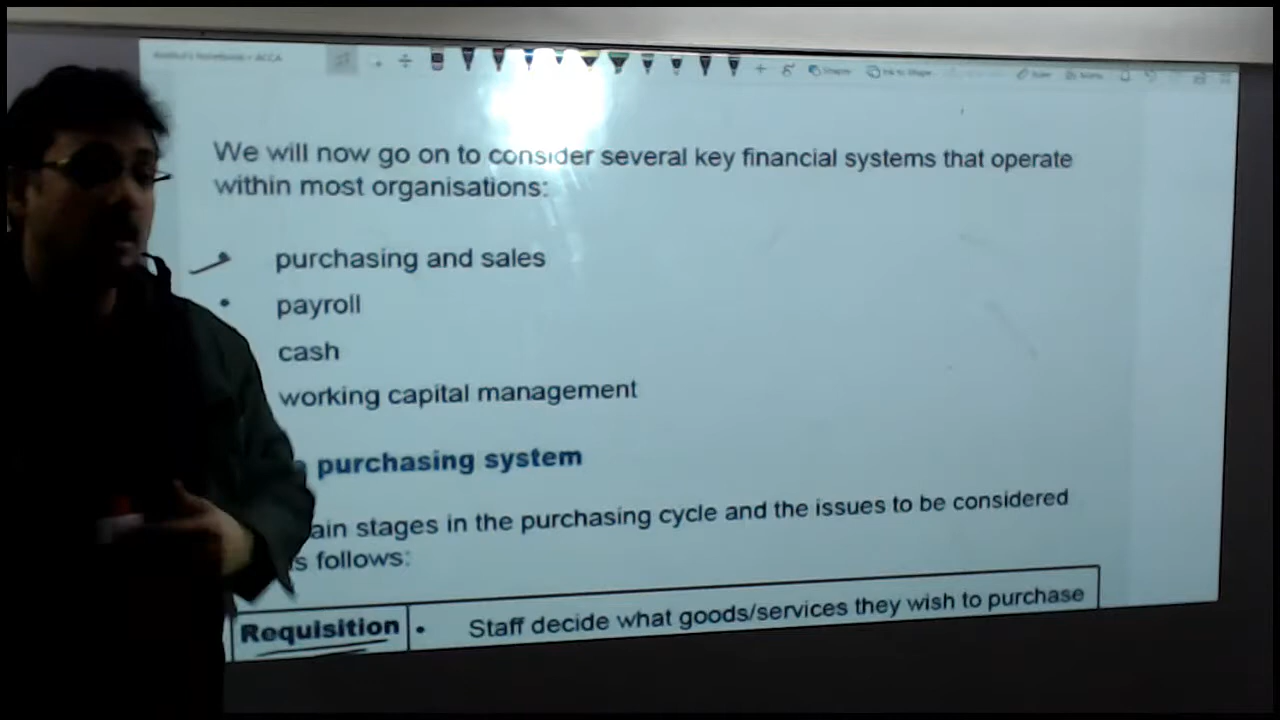 ACCA
We will now go on to consider several key financial systems that operate
within most organisations:
• purchasing and sales
• payroll
cash
working capital management
purchasing system
ain stages in the purchasing cycle and the issues to be considered
s follows:
Requisition • Staff decide what goods/services they wish to purchase